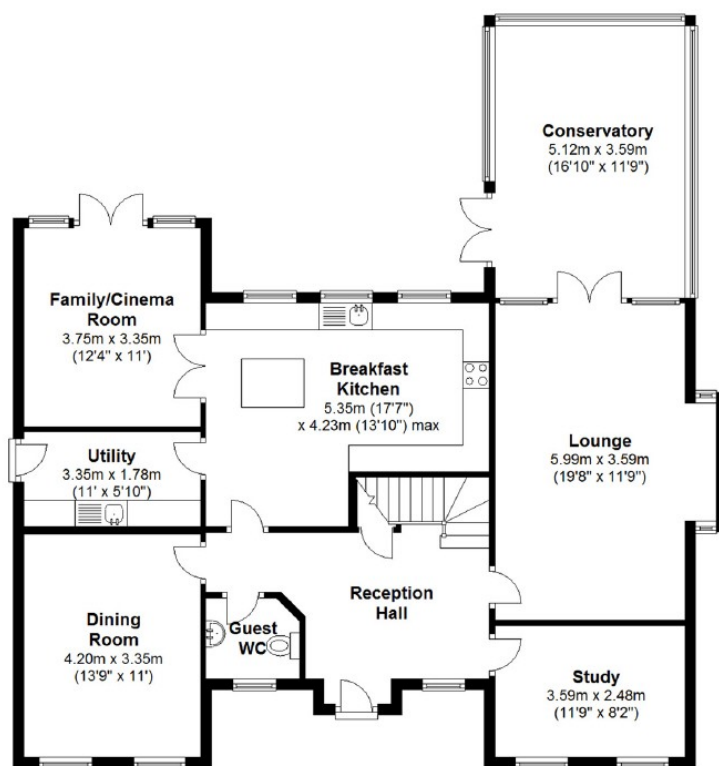 Conservatory
5.12m x 3.59m
(16'10" x 11'9")
Family/Cinema
Room
3.75m x 3.35m
(12'4" x 11')
Breakfast
Kitchen
5.35m (17'7")
x 4.23m (13'10") max
Utility
3.35m x 1.78m
(11' x 5'10")
Lounge
5.99m x 3.59m
(19'8" x 11'9")
Reception
Hall
Guest
WC
Dining
Room
4.20m x 3.35m
(13'9" x 11')
Study
3.59m x 2.48m
(11'9" x 8'2")